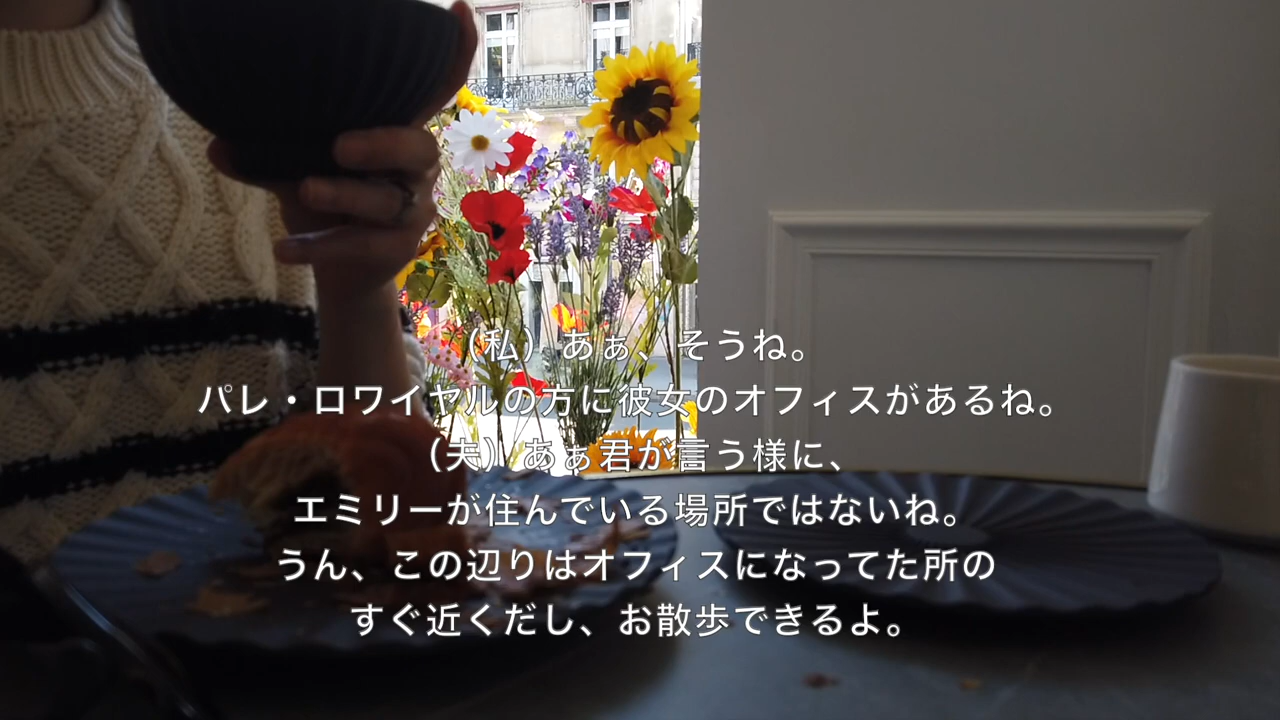 （私）あぁ、そうね。
パレ・ロワイヤルの方に彼女のオフィスがあるね。
（夫）あぁ君が言う様に、
エミリーが住んでいる場所ではないね。
うん、この辺りはオフィスになってた所の
すぐ近くだし、お散歩できるよ。